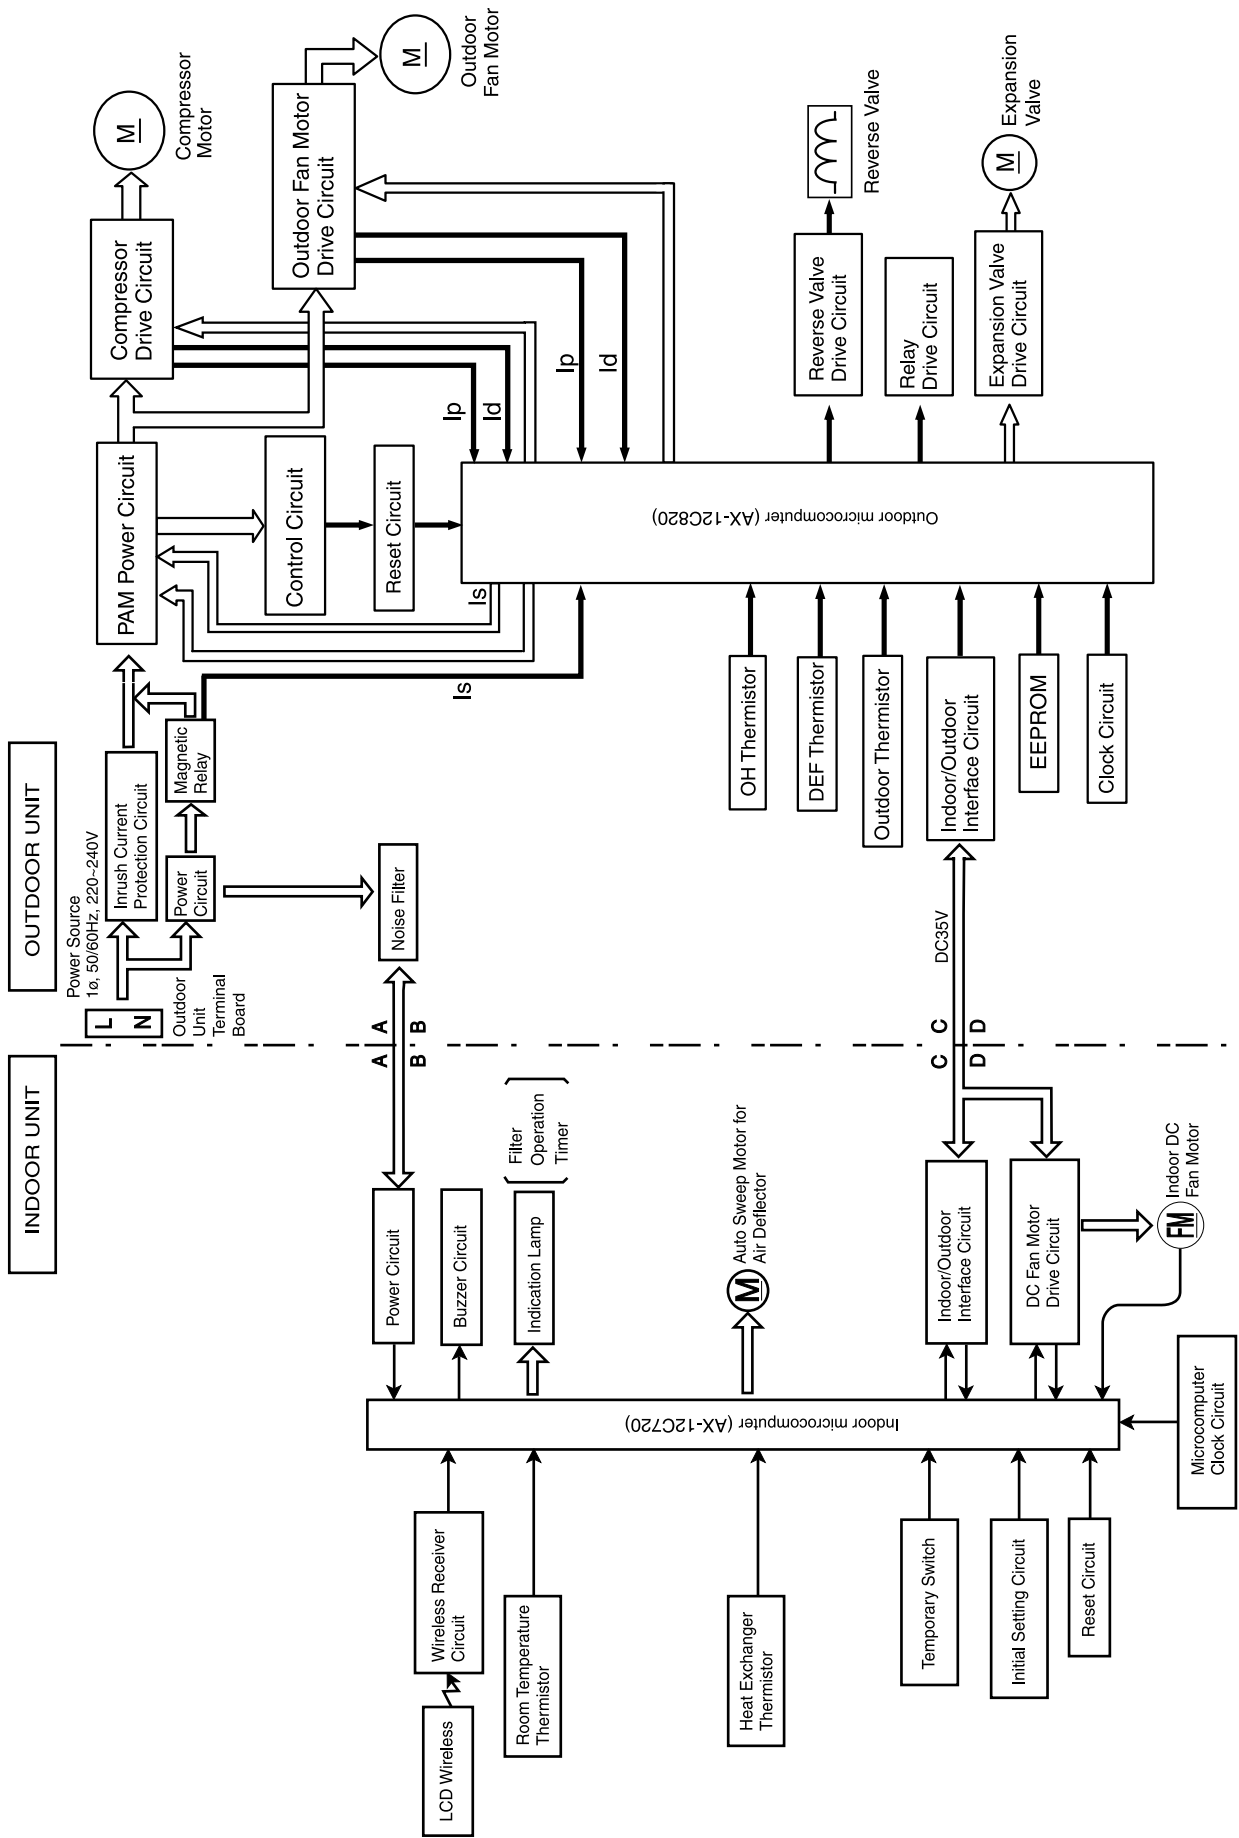 INDOOR UNIT
OUTDOOR UNIT
LCD Wireless
Wireless Receiver
Circuit
Room Temperature
Thermistor
Heat Exchanger
Thermistor
Temporary Switch
Initial Setting Circuit
Reset Circuit
Microcomputer
Clock Circuit
Indoor microcomputer (AX-12C720)
Power Circuit
Buzzer Circuit
Indication Lamp
Filter
Operation
Timer
M
Auto Sweep Motor for
Air Deflector
Indoor/Outdoor
Interface Circuit
DC Fan Motor
Drive Circuit
FM
Indoor DC
Fan Motor
A
B
A
B
C
D
C
D
DC35V
L
N
Outdoor
Unit
Terminal
Board
Power Source
1ø, 50/60Hz, 220~240V
Inrush Current
Protection Circuit
Power
Circuit
Magnetic
Relay
Noise Filter
Is
Is
PAM Power Circuit
Control Circuit
Reset Circuit
OH Thermistor
DEF Thermistor
Outdoor Thermistor
Indoor/Outdoor
Interface Circuit
EEPROM
Clock Circuit
Outdoor microcomputer (AX-12C820)
Ip
Id
Ip
Id
Compressor
Drive Circuit
M
Compressor
Motor
Outdoor Fan Motor
Drive Circuit
M
Outdoor
Fan Motor
Reverse Valve
Drive Circuit
Reverse Valve
Relay
Drive Circuit
Expansion Valve
Drive Circuit
M
Expansion
Valve